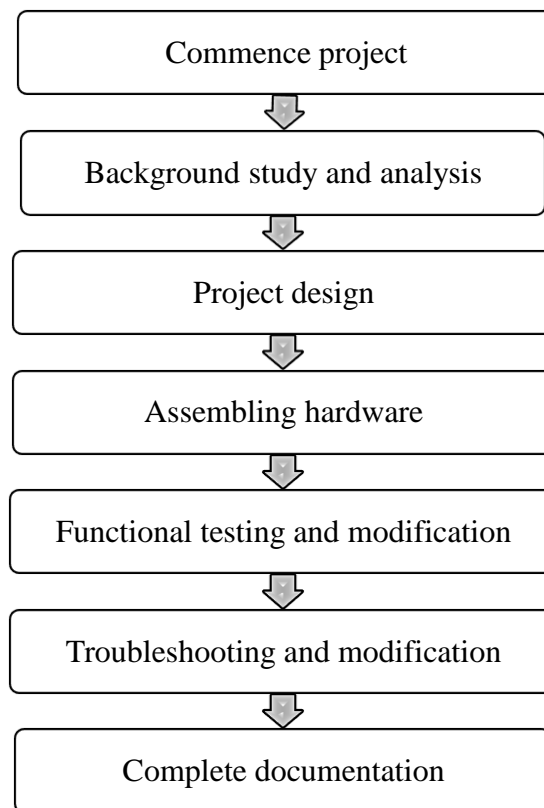 Commence project
Background study and analysis
Project design
Assembling hardware
Functional testing and modification
Troubleshooting and modification
Complete documentation